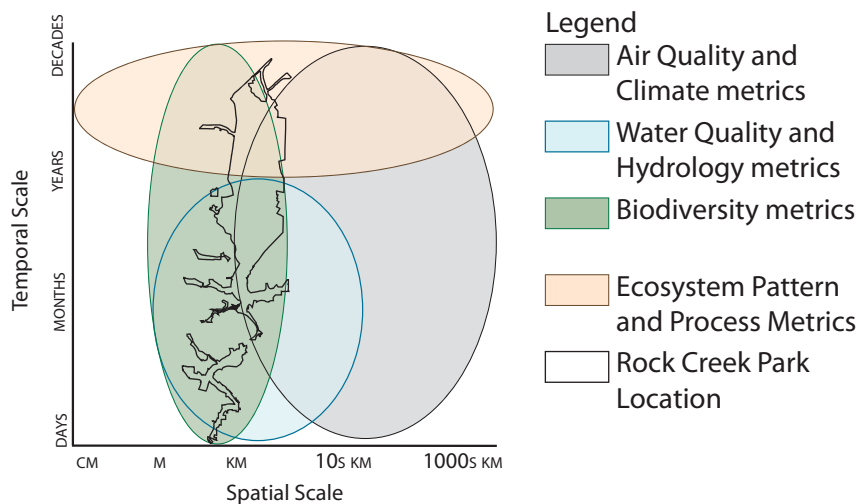 DECADES
YEARS
MONTHS
DAYS
Temporal Scale
CM M KM 10S KM 1000S KM
Spatial Scale
Legend
Air Quality and
Climate metrics
Water Quality and
Hydrology metrics
Biodiversity metrics
Ecosystem Pattern
and Process Metrics
Rock Creek Park
Location